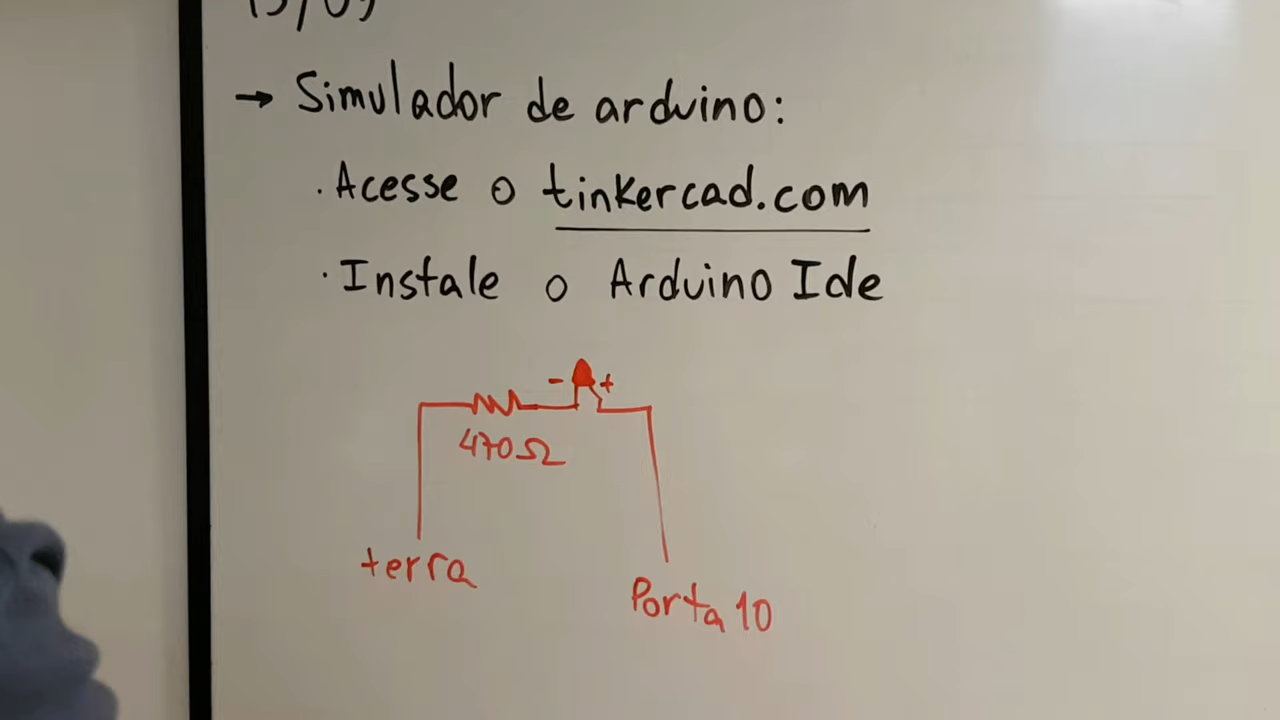 → Simulador de arduino:
· Acesse o tinkercad.com
· Instale o Arduino Ide
- +
470Ω
terra
Porta 10